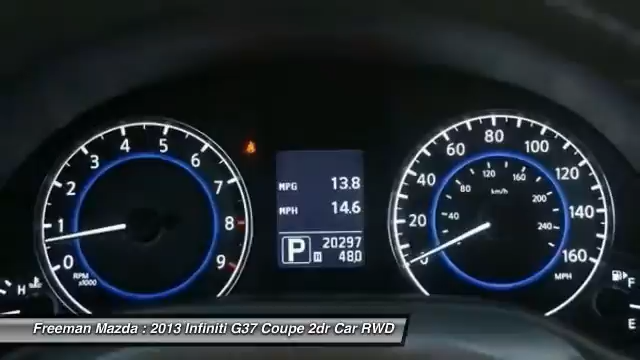 0 1 2 3 4 5 6 7 8 9
RPM
x1000
MPG 13.8
MPH 14.6
P 20297
480
0 20 40 60 80 100 120 140 160
MPH
40 80 120 160 200 240
km/h
H
F
Freeman Mazda : 2013 Infiniti G37 Coupe 2dr Car RWD